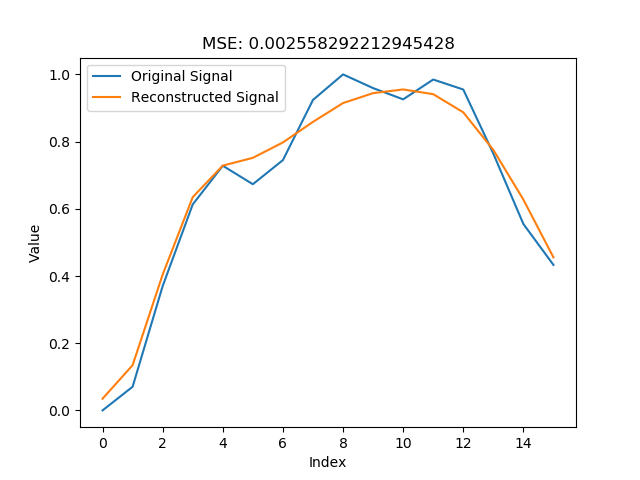 MSE: 0.002558292212945428
Original Signal
Reconstructed Signal
1.0
0.8
0.6
0.4
0.2
0.0
Value
0 2 4 6 8 10 12 14
Index